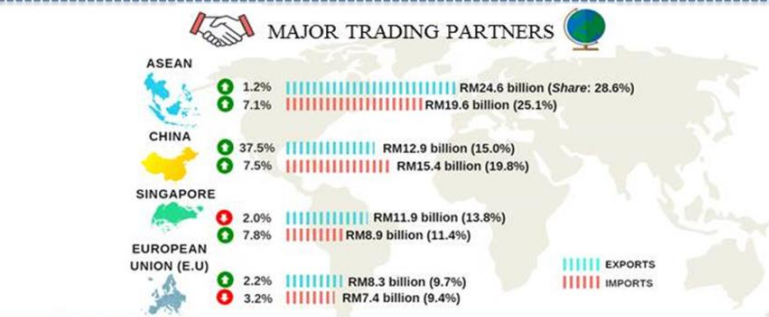 MAJOR TRADING PARTNERS
ASEAN
1.2% RM24.6 billion (Share: 28.6%)
7.1% RM19.6 billion (25.1%)
CHINA
37.5% RM12.9 billion (15.0%)
7.5% RM15.4 billion (19.8%)
SINGAPORE
2.0% RM11.9 billion (13.8%)
7.8% RM8.9 billion (11.4%)
EUROPEAN
UNION (E.U)
2.2% RM8.3 billion (9.7%)
3.2% RM7.4 billion (9.4%)
EXPORTS
IMPORTS